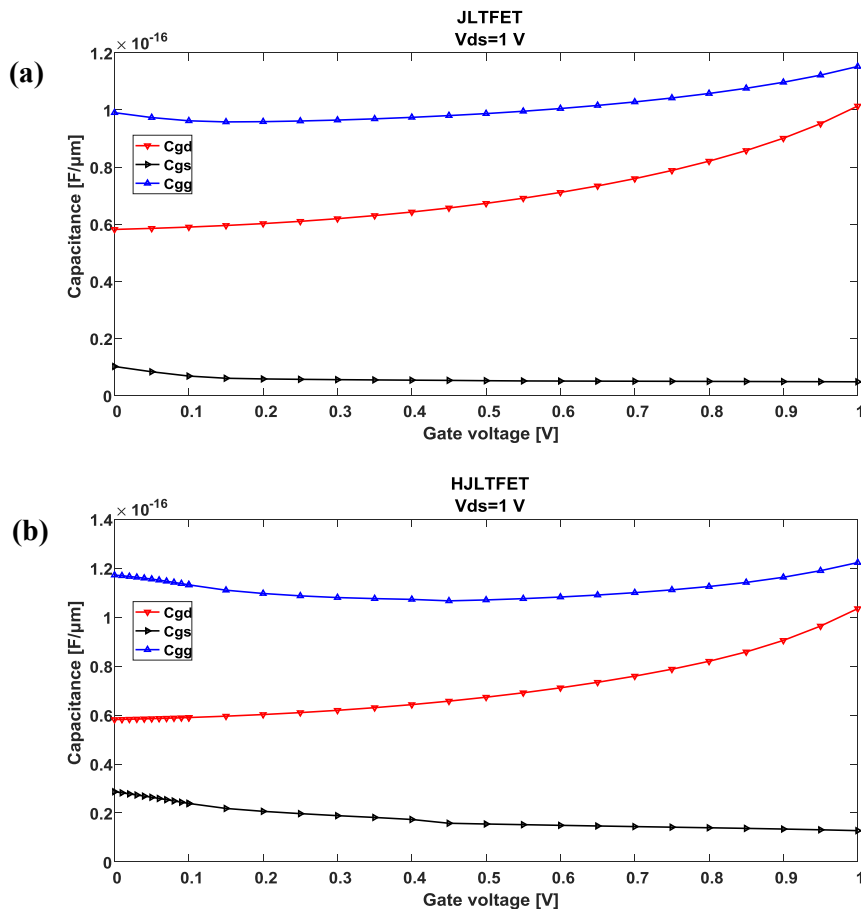 (a)
JLTFET
Vds=1 V
× 10-16
1.2
1
0.8
0.6
0.4
0.2
0
Capacitance [F/µm]
Cgd
Cgs
Cgg
0 0.1 0.2 0.3 0.4 0.5 0.6 0.7 0.8 0.9 1
Gate voltage [V]
(b)
HJLTFET
Vds=1 V
× 10-16
1.4
1.2
1
0.8
0.6
0.4
0.2
0
Capacitance [F/µm]
Cgd
Cgs
Cgg
0 0.1 0.2 0.3 0.4 0.5 0.6 0.7 0.8 0.9 1
Gate voltage [V]